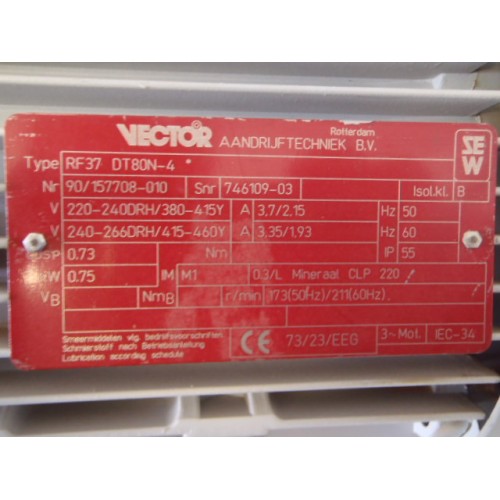 VECTOR® Rotterdam
AANDRIJFTECHNIEK B.V.
SEW
Type RF37 DT80N-4
Nr 90/157708-010 Snr 746109-03 Isol.kl. B
V 220-240DRH/380-415Y A 3.7/2.15 Hz 50
V 240-266DRH/415-460Y A 3.35/1.93 Hz 60
0.73 Nm IP 55
kW 0.75 IM M1 0.3/L Mineraal CLP 220
VB NmB r/min 173(50Hz)/211(60Hz)
Smeermiddelen vlg. bedrijfsvoorschriften
Schmierstoff nach Betriebsanleitung
Lubrication according schedule
CE 73/23/EEG 3~Mot. IEC-34